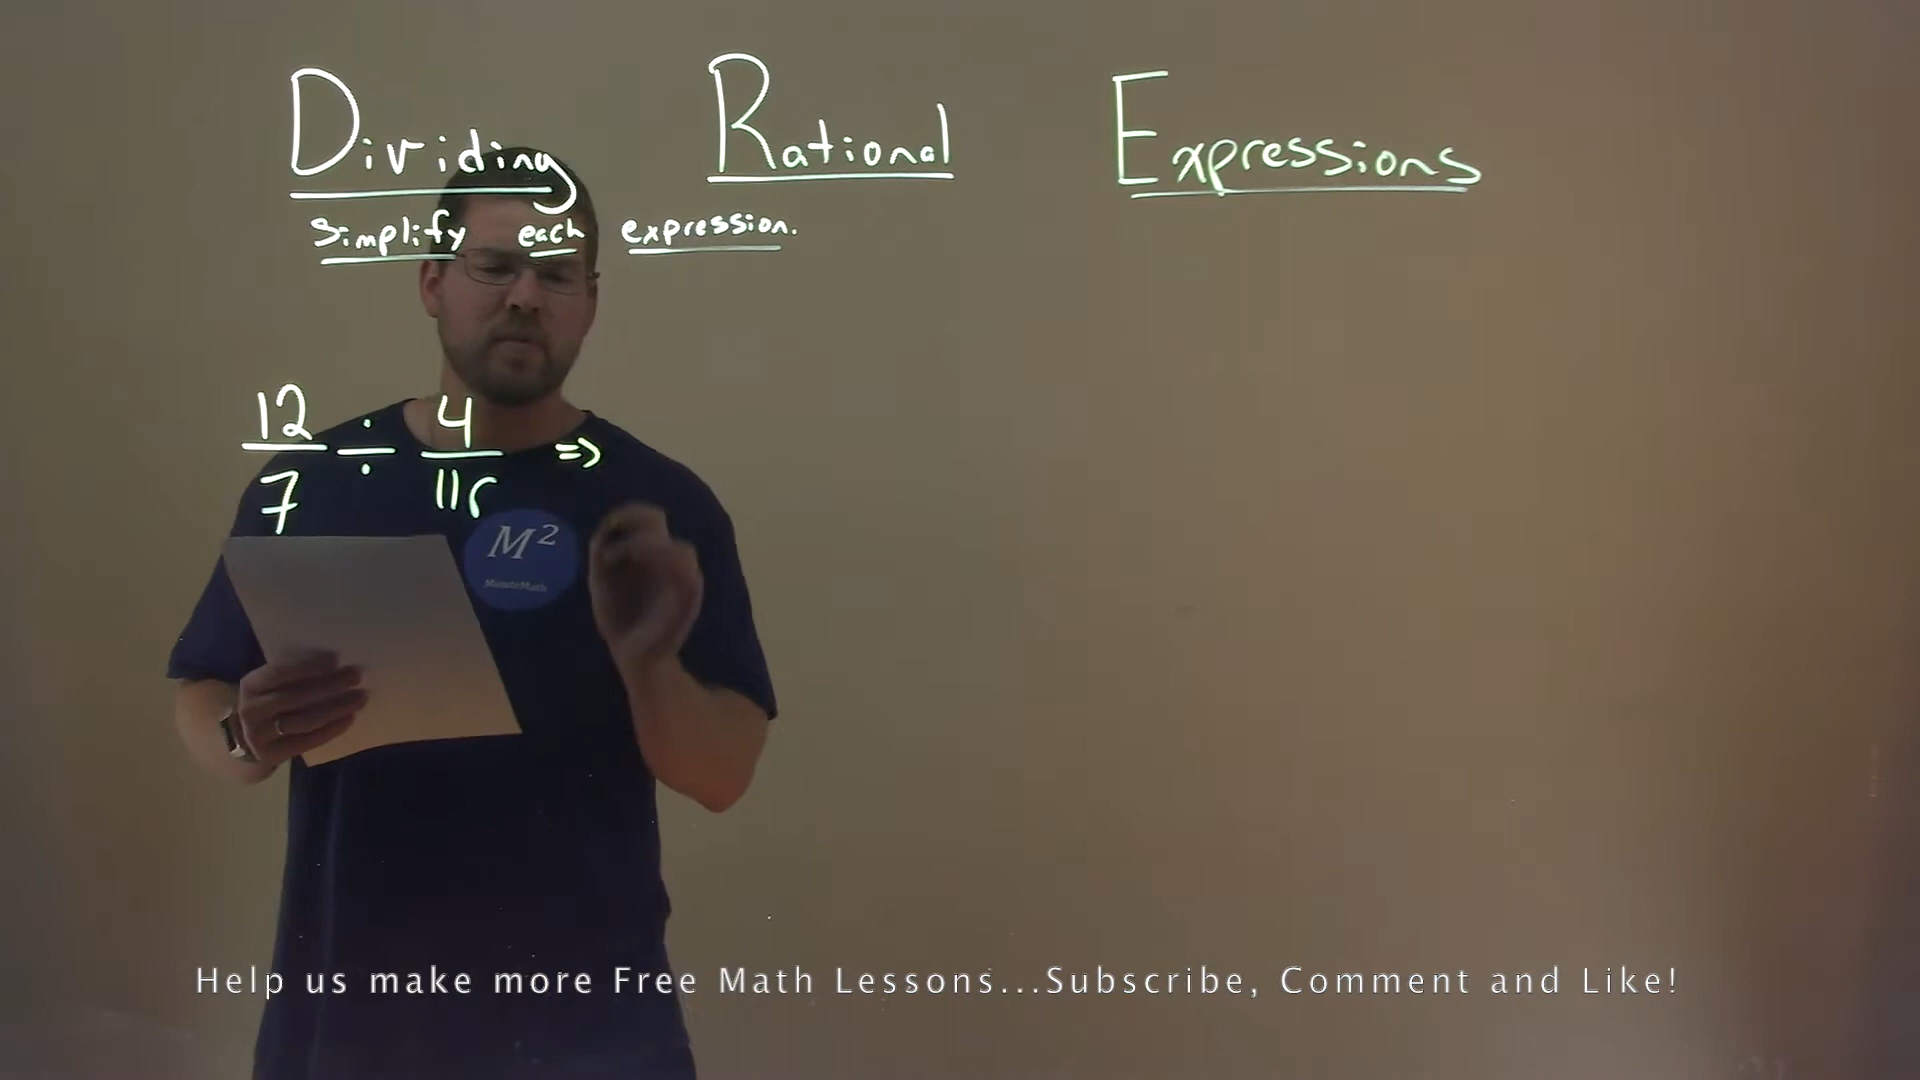 Dividing Rational Expressions
Simplify each expression.
12/7 ÷ 4/11r =>
M²
MinuteMath
Help us make more Free Math Lessons...Subscribe, Comment and Like!